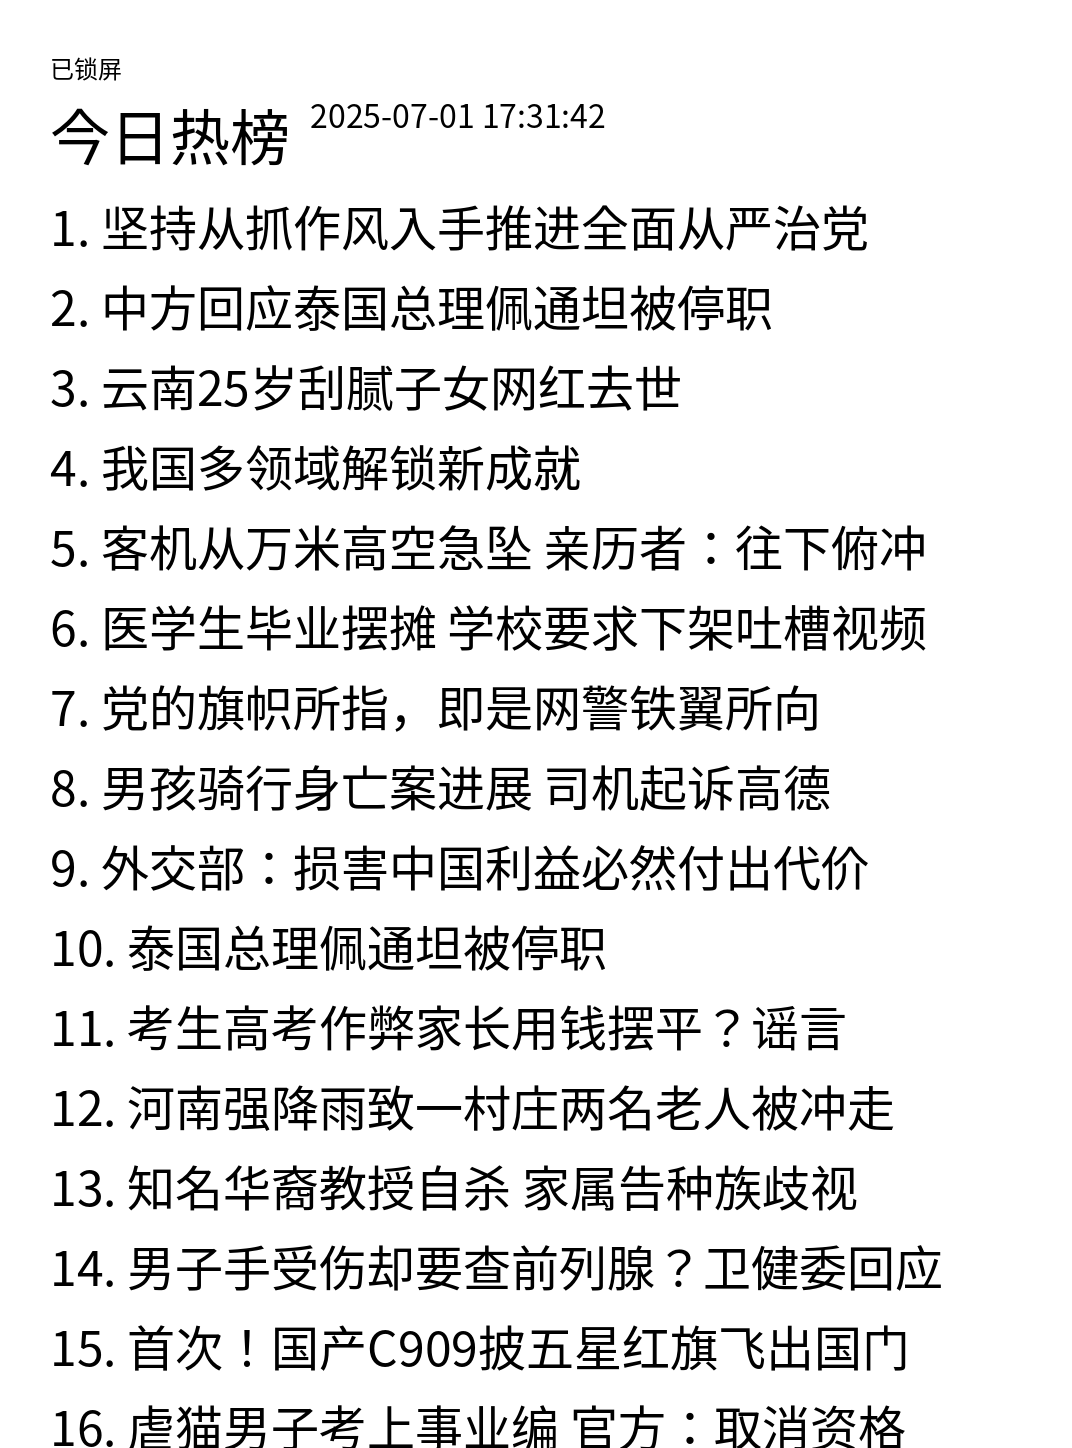 已锁屏
今日热榜 2025-07-01 17:31:42
1. 坚持从抓作风入手推进全面从严治党
2. 中方回应泰国总理佩通坦被停职
3. 云南25岁刮腻子女网红去世
4. 我国多领域解锁新成就
5. 客机从万米高空急坠 亲历者：往下俯冲
6. 医学生毕业摆摊 学校要求下架吐槽视频
7. 党的旗帜所指，即是网警铁翼所向
8. 男孩骑行身亡案进展 司机起诉高德
9. 外交部：损害中国利益必然付出代价
10. 泰国总理佩通坦被停职
11. 考生高考作弊家长用钱摆平？谣言
12. 河南强降雨致一村庄两名老人被冲走
13. 知名华裔教授自杀 家属告种族歧视
14. 男子手受伤却要查前列腺？卫健委回应
15. 首次！国产C909披五星红旗飞出国门
16. 虐猫男子考上事业编 官方：取消资格